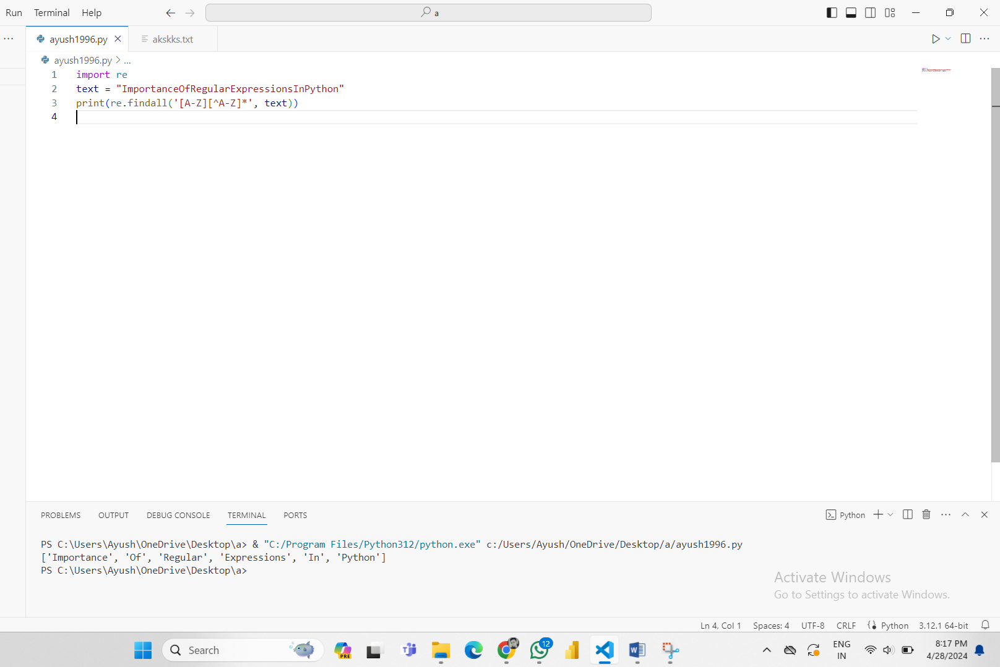 Run Terminal Help
a
ayush1996.py
akskks.txt
ayush1996.py > ...
1 import re
2 text = "ImportanceOfRegularExpressionsInPython"
3 print(re.findall('[A-Z][^A-Z]*', text))
4
PROBLEMS OUTPUT DEBUG CONSOLE TERMINAL PORTS
Python
PS C:\Users\Ayush\OneDrive\Desktop\a> & "C:/Program Files/Python312/python.exe" c:/Users/Ayush/OneDrive/Desktop/a/ayush1996.py
['Importance', 'Of', 'Regular', 'Expressions', 'In', 'Python']
PS C:\Users\Ayush\OneDrive\Desktop\a>
Activate Windows
Go to Settings to activate Windows.
Ln 4, Col 1 Spaces: 4 UTF-8 CRLF Python 3.12.1 64-bit
Search
PRE
12
ENG
IN
8:17 PM
4/28/2024